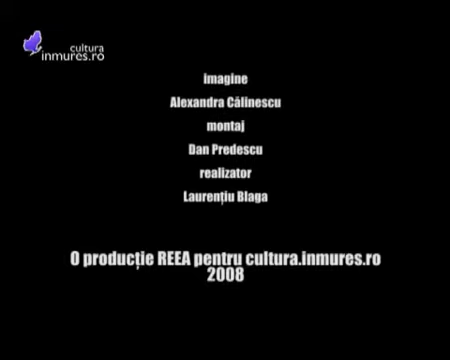 cultura
inmures.ro
imagine
Alexandra Călinescu
montaj
Dan Predescu
realizator
Laurențiu Blaga
O producție REEA pentru cultura.inmures.ro
2008